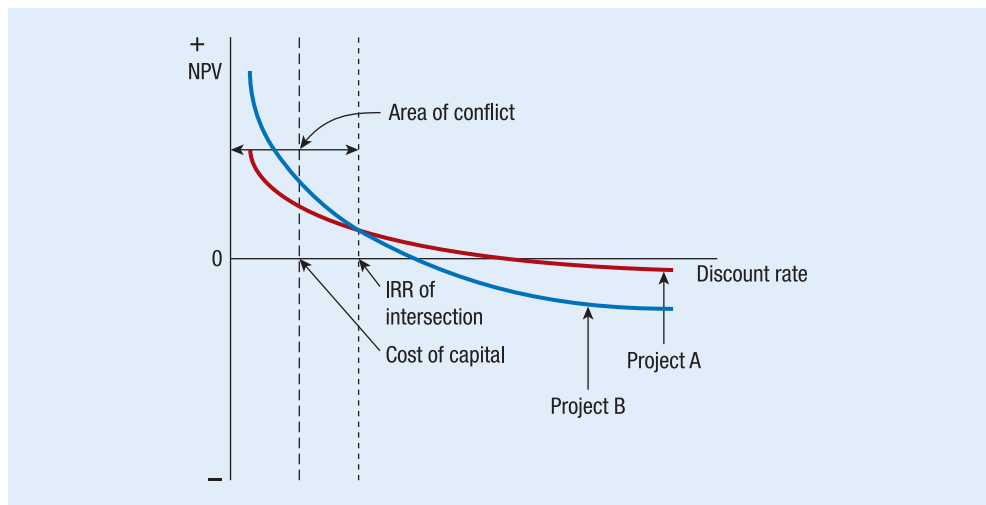 +
NPV
Area of conflict
0
Discount rate
IRR of
intersection
Cost of capital
Project A
Project B
–